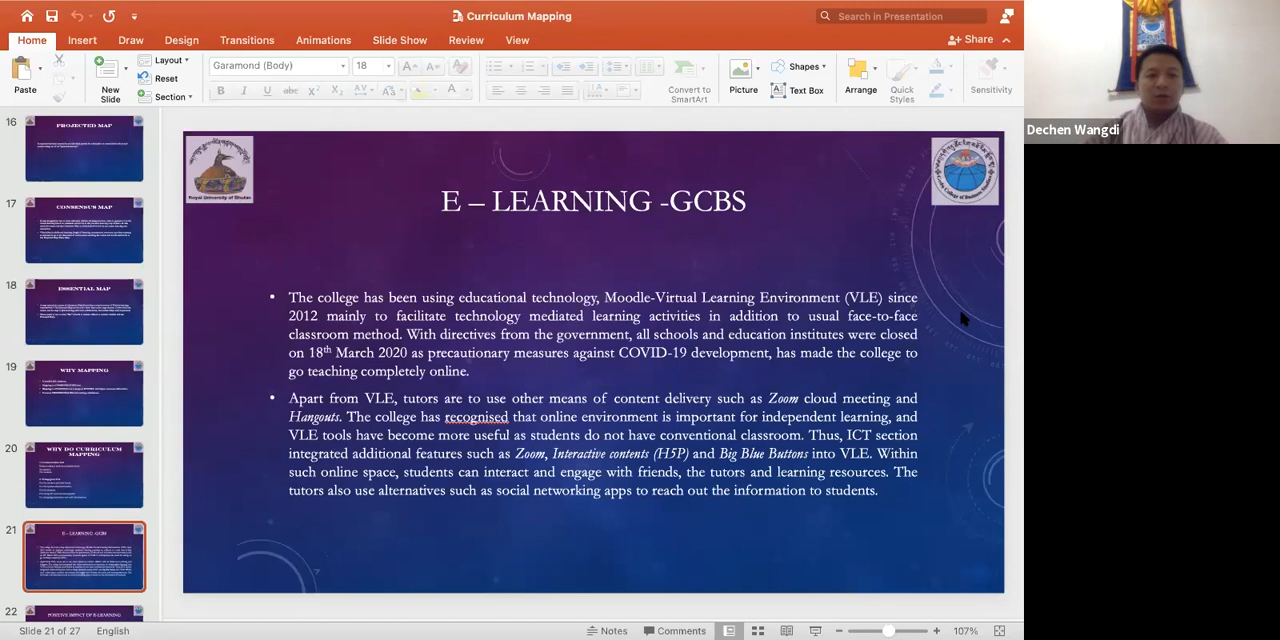 Curriculum Mapping
Search in Presentation
Home
Insert
Draw
Design
Transitions
Animations
Slide Show
Review
View
Share
Paste
New
Slide
Layout
Reset
Section
Garamond (Body)
18
Convert to
SmartArt
Picture
Shapes
Text Box
Arrange
Quick
Styles
Sensitivity
Dechen Wangdi
16
PROJECTED MAP
17
CONSENSUS MAP
18
ESSENTIAL MAP
19
WHY MAPPING
20
WHY DO CURRICULUM
MAPPING
21
E – LEARNING -GCBS
22
POSITIVE IMPACT OF E-LEARNING
Royal University of Bhutan
E – LEARNING -GCBS
• The college has been using educational technology, Moodle-Virtual Learning Environment (VLE) since
2012 mainly to facilitate technology mediated learning activities in addition to usual face-to-face
classroom method. With directives from the government, all schools and education institutes were closed
on 18th March 2020 as precautionary measures against COVID-19 development, has made the college to
go teaching completely online.
• Apart from VLE, tutors are to use other means of content delivery such as Zoom cloud meeting and
Hangouts. The college has recognised that online environment is important for independent learning, and
VLE tools have become more useful as students do not have conventional classroom. Thus, ICT section
integrated additional features such as Zoom, Interactive contents (H5P) and Big Blue Buttons into VLE. Within
such online space, students can interact and engage with friends, the tutors and learning resources. The
tutors also use alternatives such as social networking apps to reach out the information to students.
Slide 21 of 27
English
Notes
Comments
107%